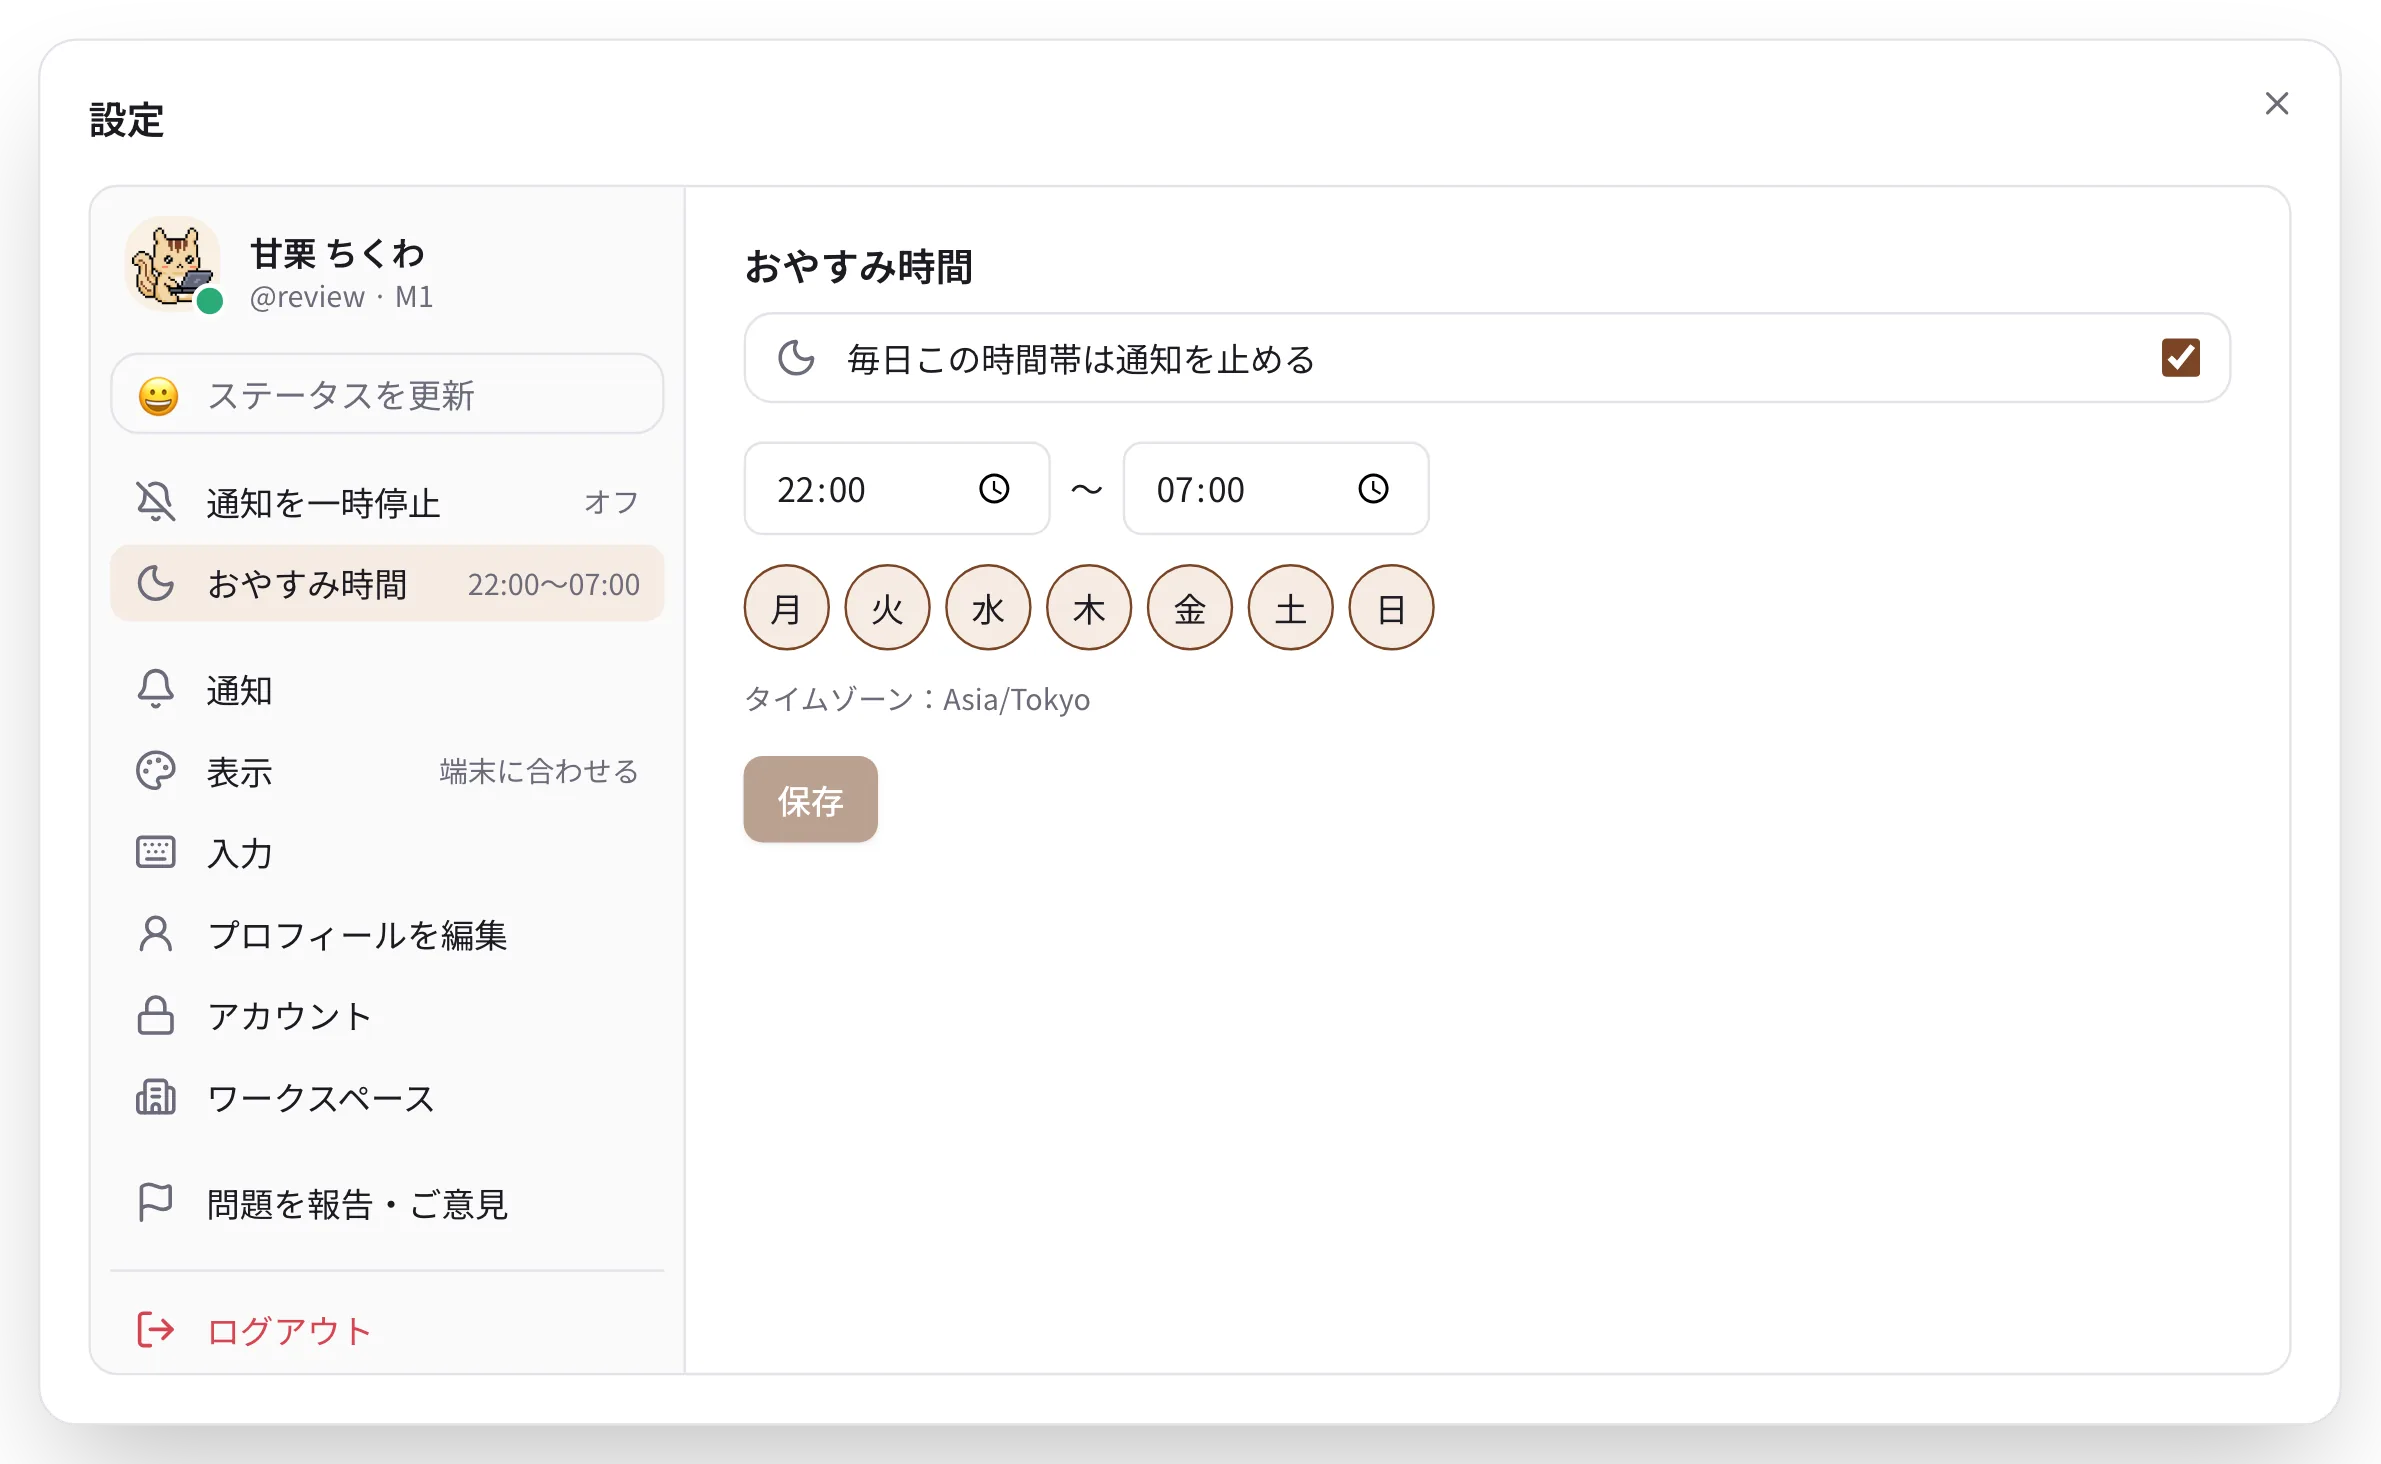 設定
甘栗 ちくわ
@review · M1
ステータスを更新
通知を一時停止 オフ
おやすみ時間 22:00〜07:00
通知
表示 端末に合わせる
入力
プロフィールを編集
アカウント
ワークスペース
問題を報告・ご意見
ログアウト
おやすみ時間
毎日この時間帯は通知を止める
22:00 〜 07:00
月 火 水 木 金 土 日
タイムゾーン：Asia/Tokyo
保存